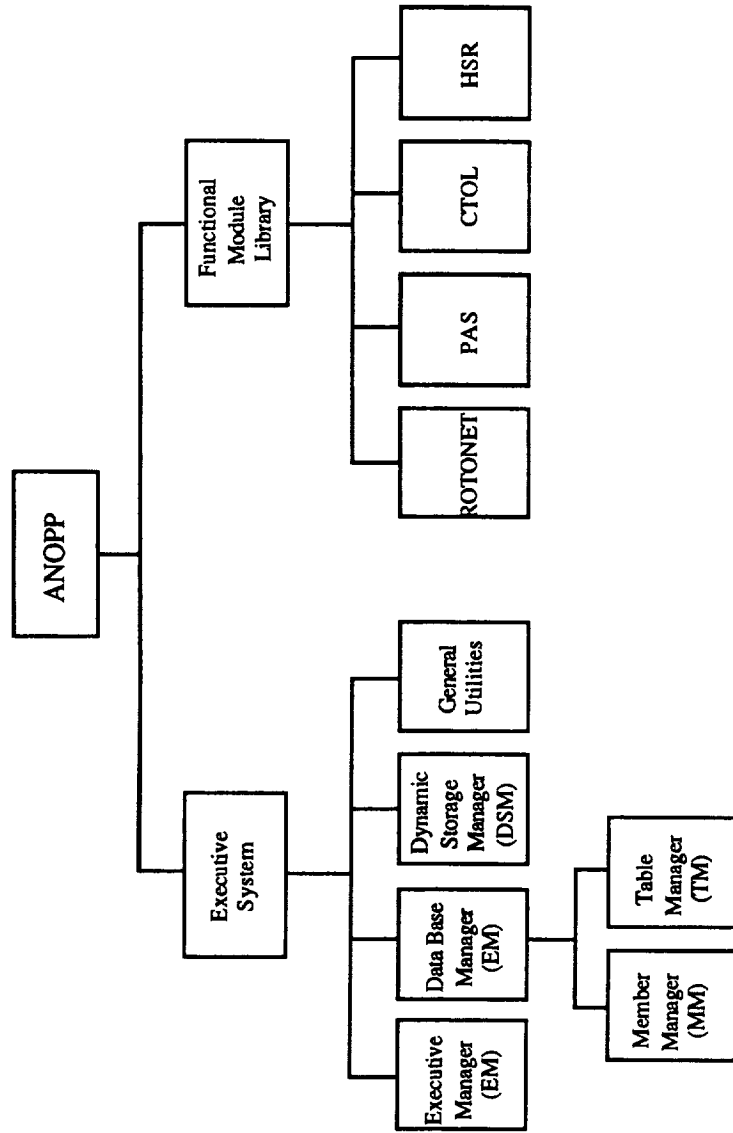 ANOPP
Executive
System
Functional
Module
Library
Executive
Manager
(EM)
Data Base
Manager
(EM)
Dynamic
Storage
Manager
(DSM)
General
Utilities
ROTONET
PAS
CTOL
HSR
Member
Manager
(MM)
Table
Manager
(TM)